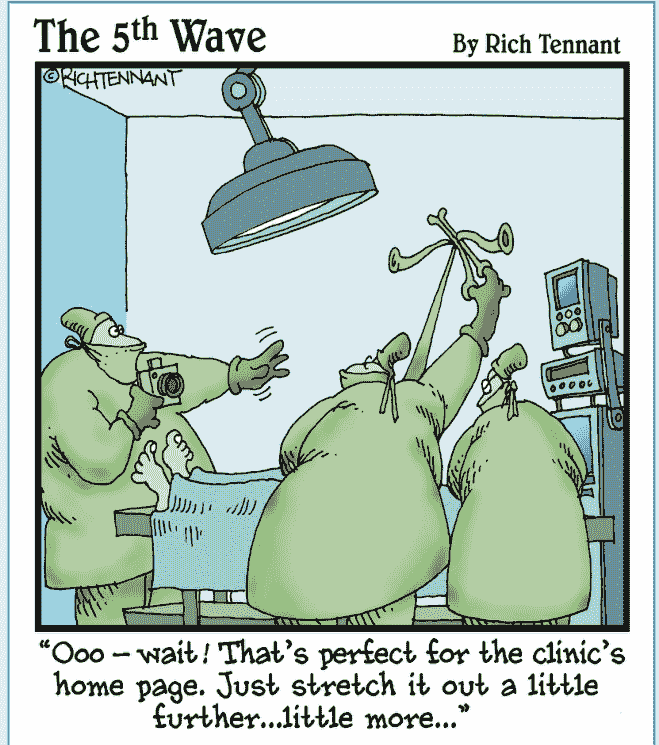 The 5th Wave
By Rich Tennant
©RICHTENNANT
"Ooo – wait! That's perfect for the clinic's
home page. Just stretch it out a little
further...little more..."